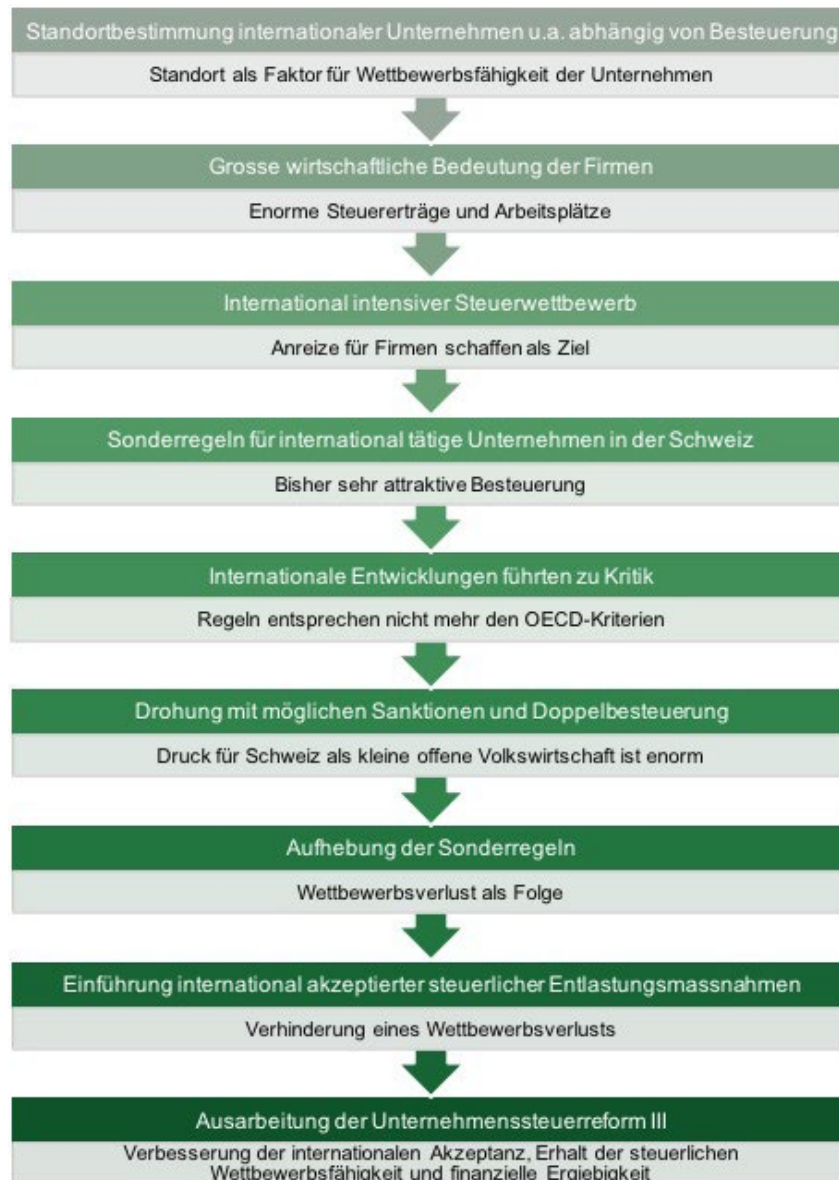 Standortbestimmung internationaler Unternehmen u.a. abhängig von Besteuerung
Standort als Faktor für Wettbewerbsfähigkeit der Unternehmen
Grosse wirtschaftliche Bedeutung der Firmen
Enorme Steuererträge und Arbeitsplätze
International intensiver Steuerwettbewerb
Anreize für Firmen schaffen als Ziel
Sonderregeln für international tätige Unternehmen in der Schweiz
Bisher sehr attraktive Besteuerung
Internationale Entwicklungen führten zu Kritik
Regeln entsprechen nicht mehr den OECD-Kriterien
Drohung mit möglichen Sanktionen und Doppelbesteuerung
Druck für Schweiz als kleine offene Volkswirtschaft ist enorm
Aufhebung der Sonderregeln
Wettbewerbsverlust als Folge
Einführung international akzeptierter steuerlicher Entlastungsmassnahmen
Verhinderung eines Wettbewerbsverlusts
Ausarbeitung der Unternehmenssteuerreform III
Verbesserung der internationalen Akzeptanz, Erhalt der steuerlichen
Wettbewerbsfähigkeit und finanzielle Ergiebigkeit